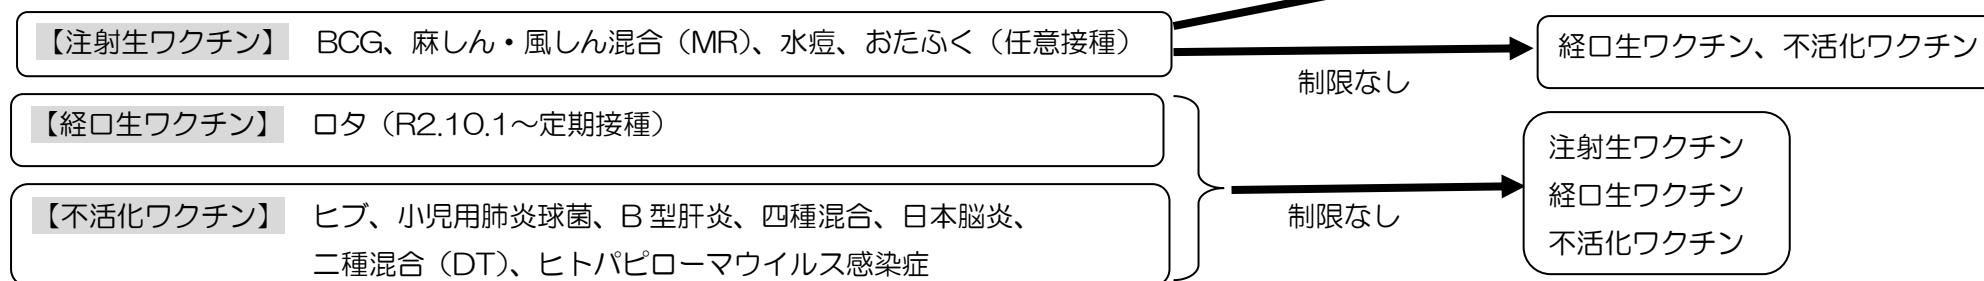 【注射生ワクチン】 BCG、麻しん・風しん混合(MR)、水痘、おたふく(任意接種)
経口生ワクチン、不活化ワクチン
制限なし
【経口生ワクチン】 ロタ(R2.10.1~定期接種)
【不活化ワクチン】 ヒブ、小児用肺炎球菌、B型肝炎、四種混合、日本脳炎、
二種混合(DT)、ヒトパピローマウイルス感染症
制限なし
注射生ワクチン
経口生ワクチン
不活化ワクチン